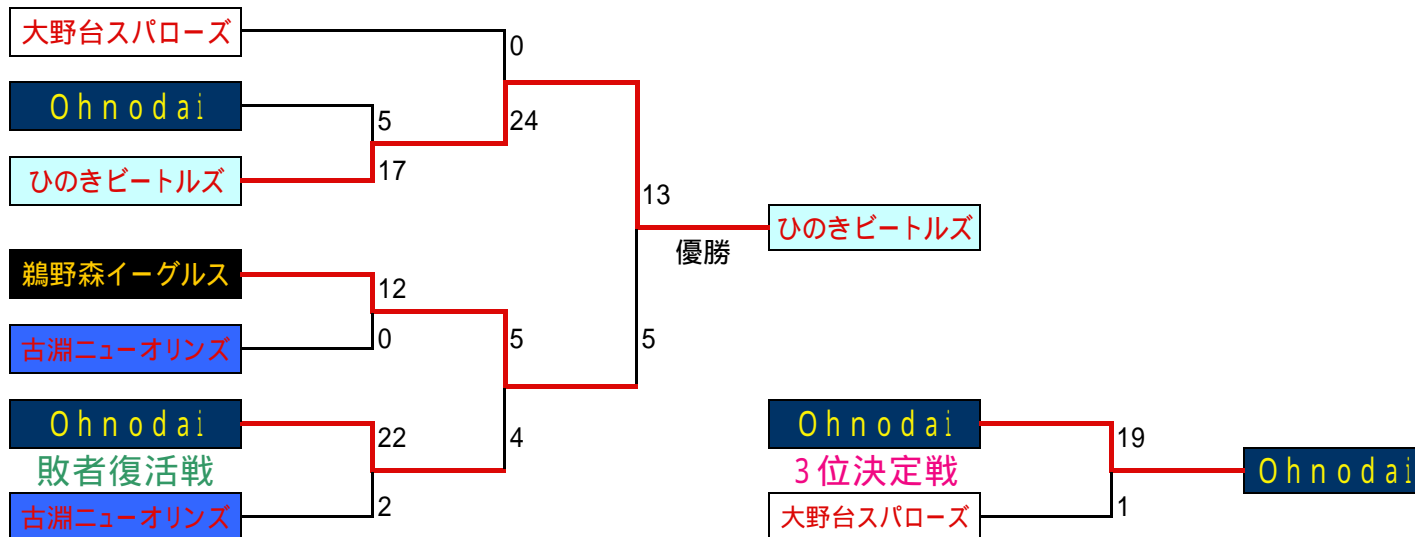 大野台スパローズ
0
Ohnodai
5
24
17
ひのきビートルズ
13
ひのきビートルズ
優勝
鵜野森イーグルス
12
0
5
5
古淵ニューオリンズ
Ohnodai
22
4
敗者復活戦
2
古淵ニューオリンズ
Ohnodai
19
3位決定戦
Ohnodai
1
大野台スパローズ